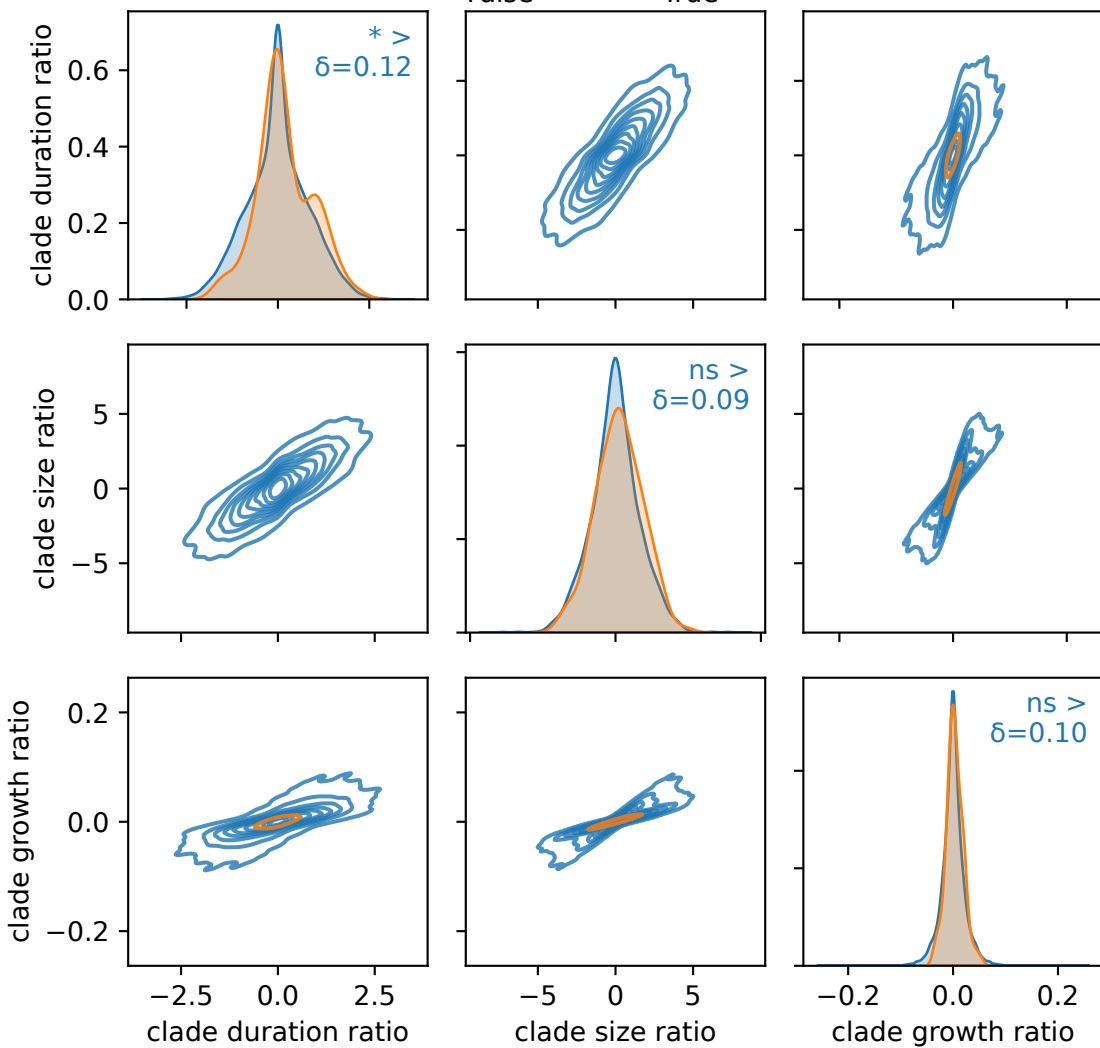 clade duration ratio
0.6
0.4
0.2
0.0
* >
δ=0.12
clade size ratio
5
0
−5
ns >
δ=0.09
clade growth ratio
0.2
0.0
−0.2
ns >
δ=0.10
−2.5 0.0 2.5
clade duration ratio
−5 0 5
clade size ratio
−0.2 0.0 0.2
clade growth ratio